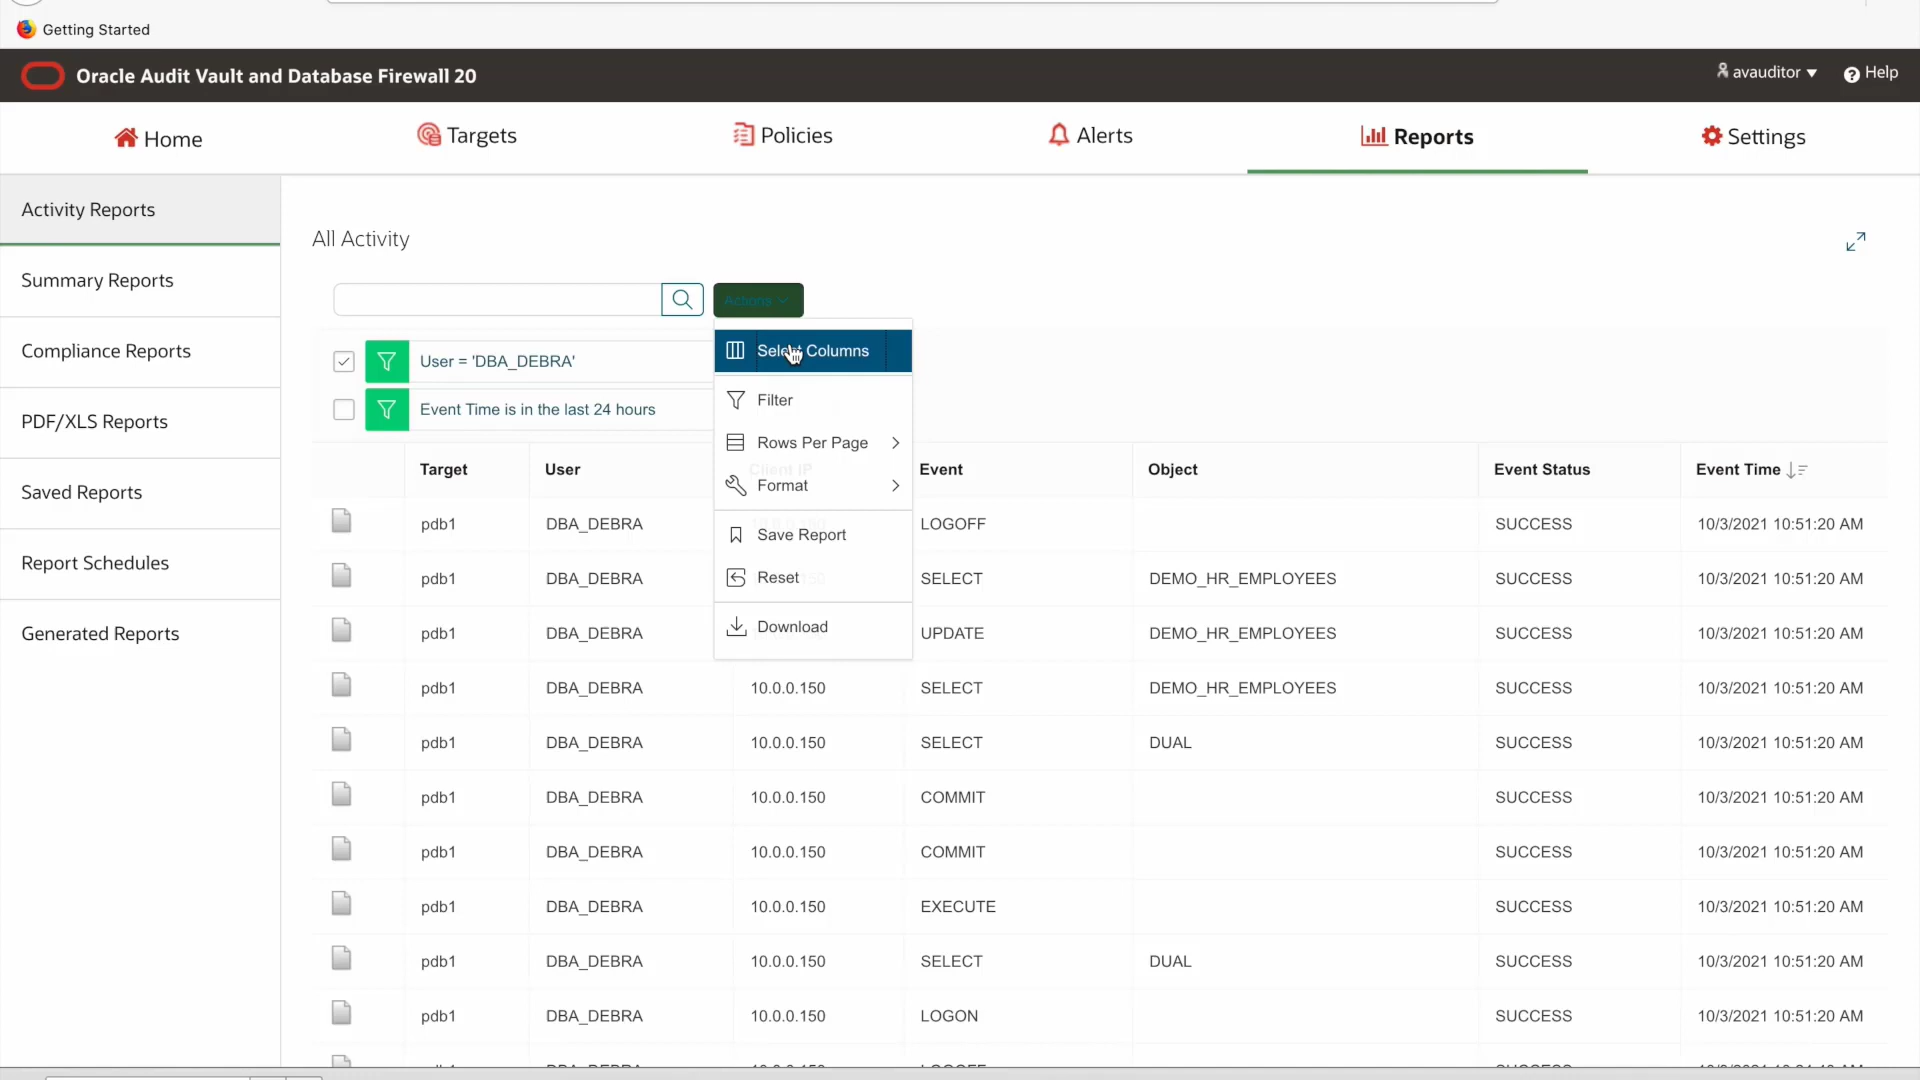 Getting Started
Oracle Audit Vault and Database Firewall 20
avauditor
Help
Home
Targets
Policies
Alerts
Reports
Settings
Activity Reports
Summary Reports
Compliance Reports
PDF/XLS Reports
Saved Reports
Report Schedules
Generated Reports
All Activity
Actions
User = 'DBA_DEBRA'
Event Time is in the last 24 hours
Select Columns
Filter
Rows Per Page
Format
Save Report
Reset
Download
Target User Client IP Event Object Event Status Event Time
pdb1 DBA_DEBRA LOGOFF SUCCESS 10/3/2021 10:51:20 AM
pdb1 DBA_DEBRA SELECT DEMO_HR_EMPLOYEES SUCCESS 10/3/2021 10:51:20 AM
pdb1 DBA_DEBRA UPDATE DEMO_HR_EMPLOYEES SUCCESS 10/3/2021 10:51:20 AM
pdb1 DBA_DEBRA 10.0.0.150 SELECT DEMO_HR_EMPLOYEES SUCCESS 10/3/2021 10:51:20 AM
pdb1 DBA_DEBRA 10.0.0.150 SELECT DUAL SUCCESS 10/3/2021 10:51:20 AM
pdb1 DBA_DEBRA 10.0.0.150 COMMIT SUCCESS 10/3/2021 10:51:20 AM
pdb1 DBA_DEBRA 10.0.0.150 COMMIT SUCCESS 10/3/2021 10:51:20 AM
pdb1 DBA_DEBRA 10.0.0.150 EXECUTE SUCCESS 10/3/2021 10:51:20 AM
pdb1 DBA_DEBRA 10.0.0.150 SELECT DUAL SUCCESS 10/3/2021 10:51:20 AM
pdb1 DBA_DEBRA 10.0.0.150 LOGON SUCCESS 10/3/2021 10:51:20 AM